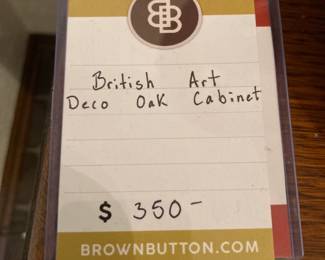 BB
British Art
Deco Oak Cabinet
$ 350-
BROWNBUTTON.COM